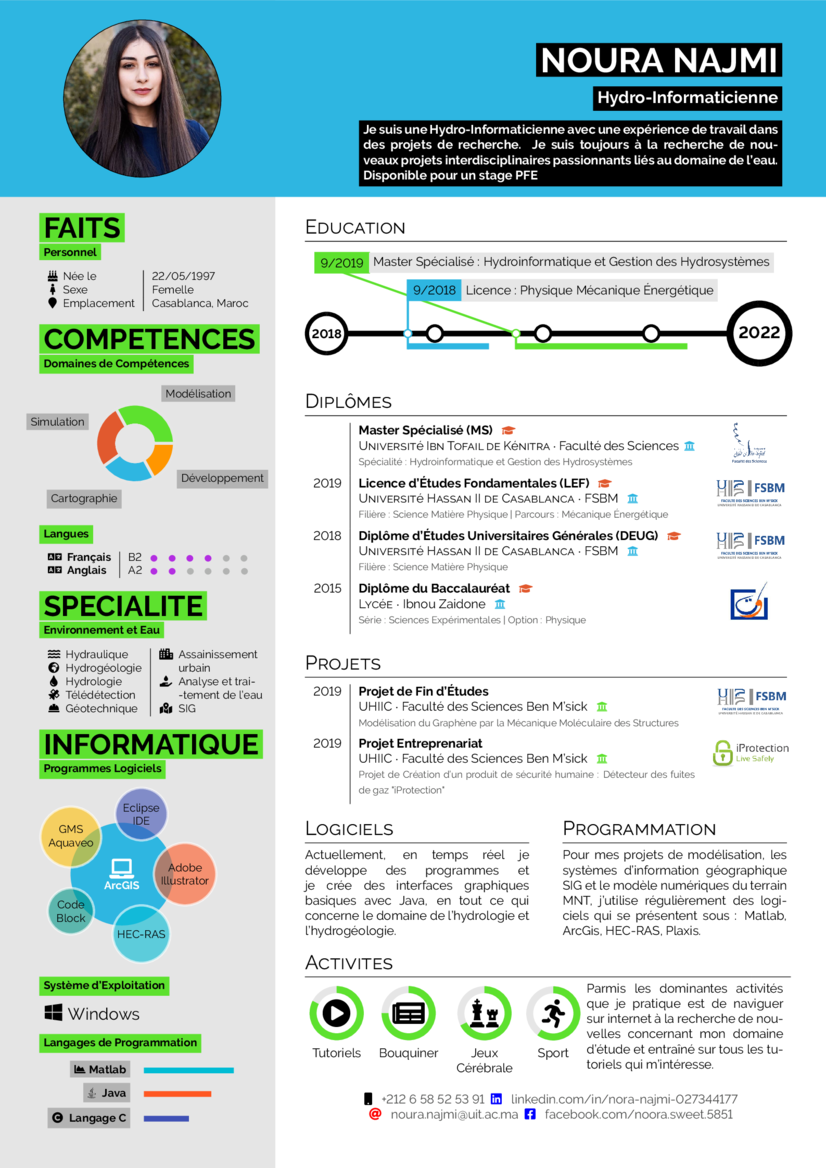 NOURA NAJMI
Hydro-Informaticienne
Je suis une Hydro-Informaticienne avec une expérience de travail dans
des projets de recherche. Je suis toujours à la recherche de nou-
veaux projets interdisciplinaires passionnants liés au domaine de l'eau.
Disponible pour un stage PFE
FAITS
Personnel
Née le 22/05/1997
Sexe Femelle
Emplacement Casablanca, Maroc
COMPETENCES
Domaines de Compétences
Modélisation
Simulation
Développement
Cartographie
Langues
Français B2
Anglais A2
SPECIALITE
Environnement et Eau
Hydraulique
Hydrogéologie
Hydrologie
Télédétection
Géotechnique
Assainissement
urbain
Analyse et trai-
-tement de l'eau
SIG
INFORMATIQUE
Programmes Logiciels
Eclipse
IDE
GMS
Aquaveo
ArcGIS
Adobe
Illustrator
Code
Block
HEC-RAS
Système d'Exploitation
Windows
Langages de Programmation
Matlab
Java
Langage C
EDUCATION
9/2019 Master Spécialisé : Hydroinformatique et Gestion des Hydrosystèmes
9/2018 Licence : Physique Mécanique Énergétique
2018 2022
DIPLÔMES
Master Spécialisé (MS)
UNIVERSITÉ IBN TOFAIL DE KÉNITRA · Faculté des Sciences
Spécialité : Hydroinformatique et Gestion des Hydrosystèmes
2019 Licence d'Études Fondamentales (LEF)
UNIVERSITÉ HASSAN II DE CASABLANCA · FSBM
Filière : Science Matière Physique | Parcours : Mécanique Énergétique
FSBM
2018 Diplôme d'Études Universitaires Générales (DEUG)
UNIVERSITÉ HASSAN II DE CASABLANCA · FSBM
Filière : Science Matière Physique
FSBM
2015 Diplôme du Baccalauréat
LYCÉE · Ibnou Zaidone
Série : Sciences Expérimentales | Option : Physique
PROJETS
2019 Projet de Fin d'Études
UHIIC · Faculté des Sciences Ben M'sick
Modélisation du Graphène par la Mécanique Moléculaire des Structures
FSBM
2019 Projet Entreprenariat
UHIIC · Faculté des Sciences Ben M'sick
Projet de Création d'un produit de sécurité humaine : Détecteur des fuites
de gaz "iProtection"
iProtection
Live Safely
LOGICIELS
Actuellement, en temps réel je
développe des programmes et
je crée des interfaces graphiques
basiques avec Java, en tout ce qui
concerne le domaine de l'hydrologie et
l'hydrogéologie.
PROGRAMMATION
Pour mes projets de modélisation, les
systèmes d'information géographique
SIG et le modèle numériques du terrain
MNT, j'utilise régulièrement des logi-
ciels qui se présentent sous : Matlab,
ArcGis, HEC-RAS, Plaxis.
ACTIVITES
Tutoriels
Bouquiner
Jeux
Cérébrale
Sport
Parmis les dominantes activités
que je pratique est de naviguer
sur internet à la recherche de nou-
velles concernant mon domaine
d'étude et entraîné sur tous les tu-
toriels qui m'intéresse.
+212 6 58 52 53 91 linkedin.com/in/nora-najmi-027344177
noura.najmi@uit.ac.ma facebook.com/noora.sweet.5851